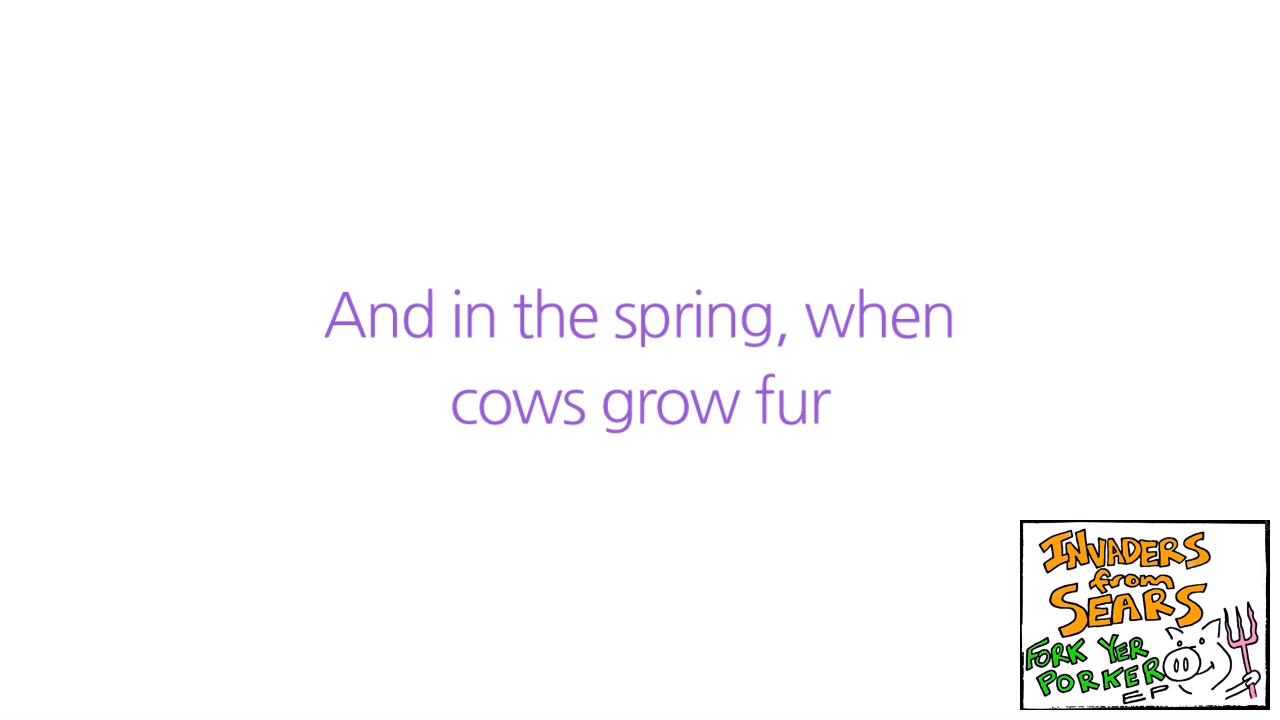 And in the spring, when
cows grow fur
INVADERS
from
SEARS
FORK YER
PORKER
EP